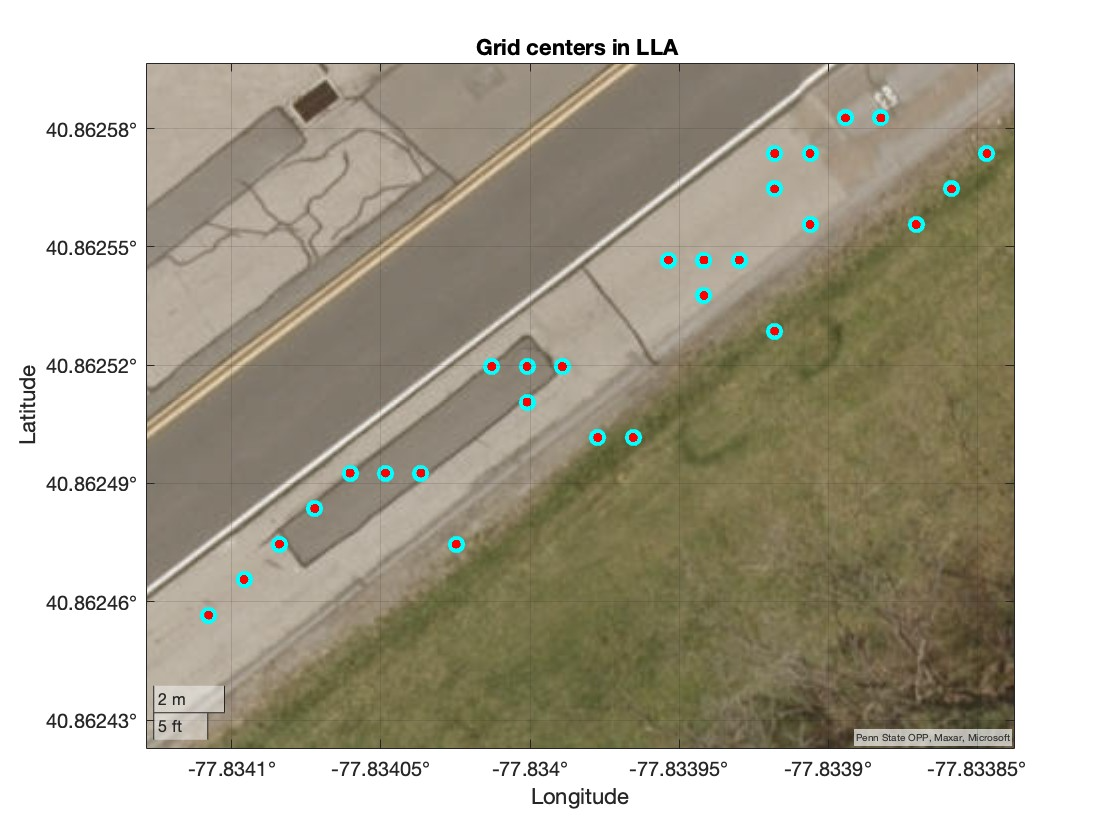 Grid centers in LLA
40.86258°
40.86255°
40.86252°
40.86249°
40.86246°
40.86243°
Latitude
2 m
5 ft
Penn State OPP, Maxar, Microsoft
-77.8341°
-77.83405°
-77.834°
-77.83395°
-77.8339°
-77.83385°
Longitude